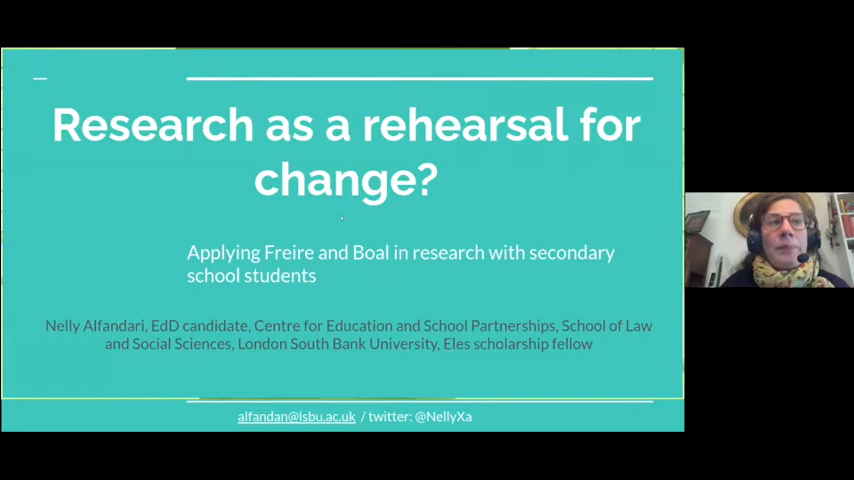 Research as a rehearsal for
change?
Applying Freire and Boal in research with secondary
school students
Nelly Alfandari, EdD candidate, Centre for Education and School Partnerships, School of Law
and Social Sciences, London South Bank University, Eles scholarship fellow
alfandan@lsbu.ac.uk / twitter: @NellyXa